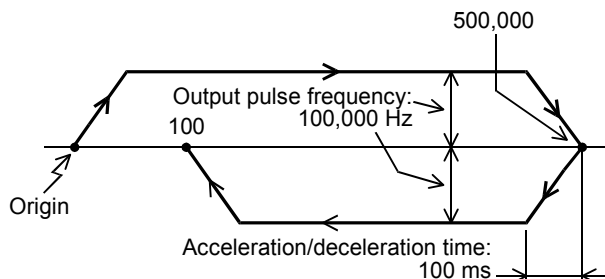 500,000
Output pulse frequency:
100,000 Hz
100
Origin
Acceleration/deceleration time:
100 ms